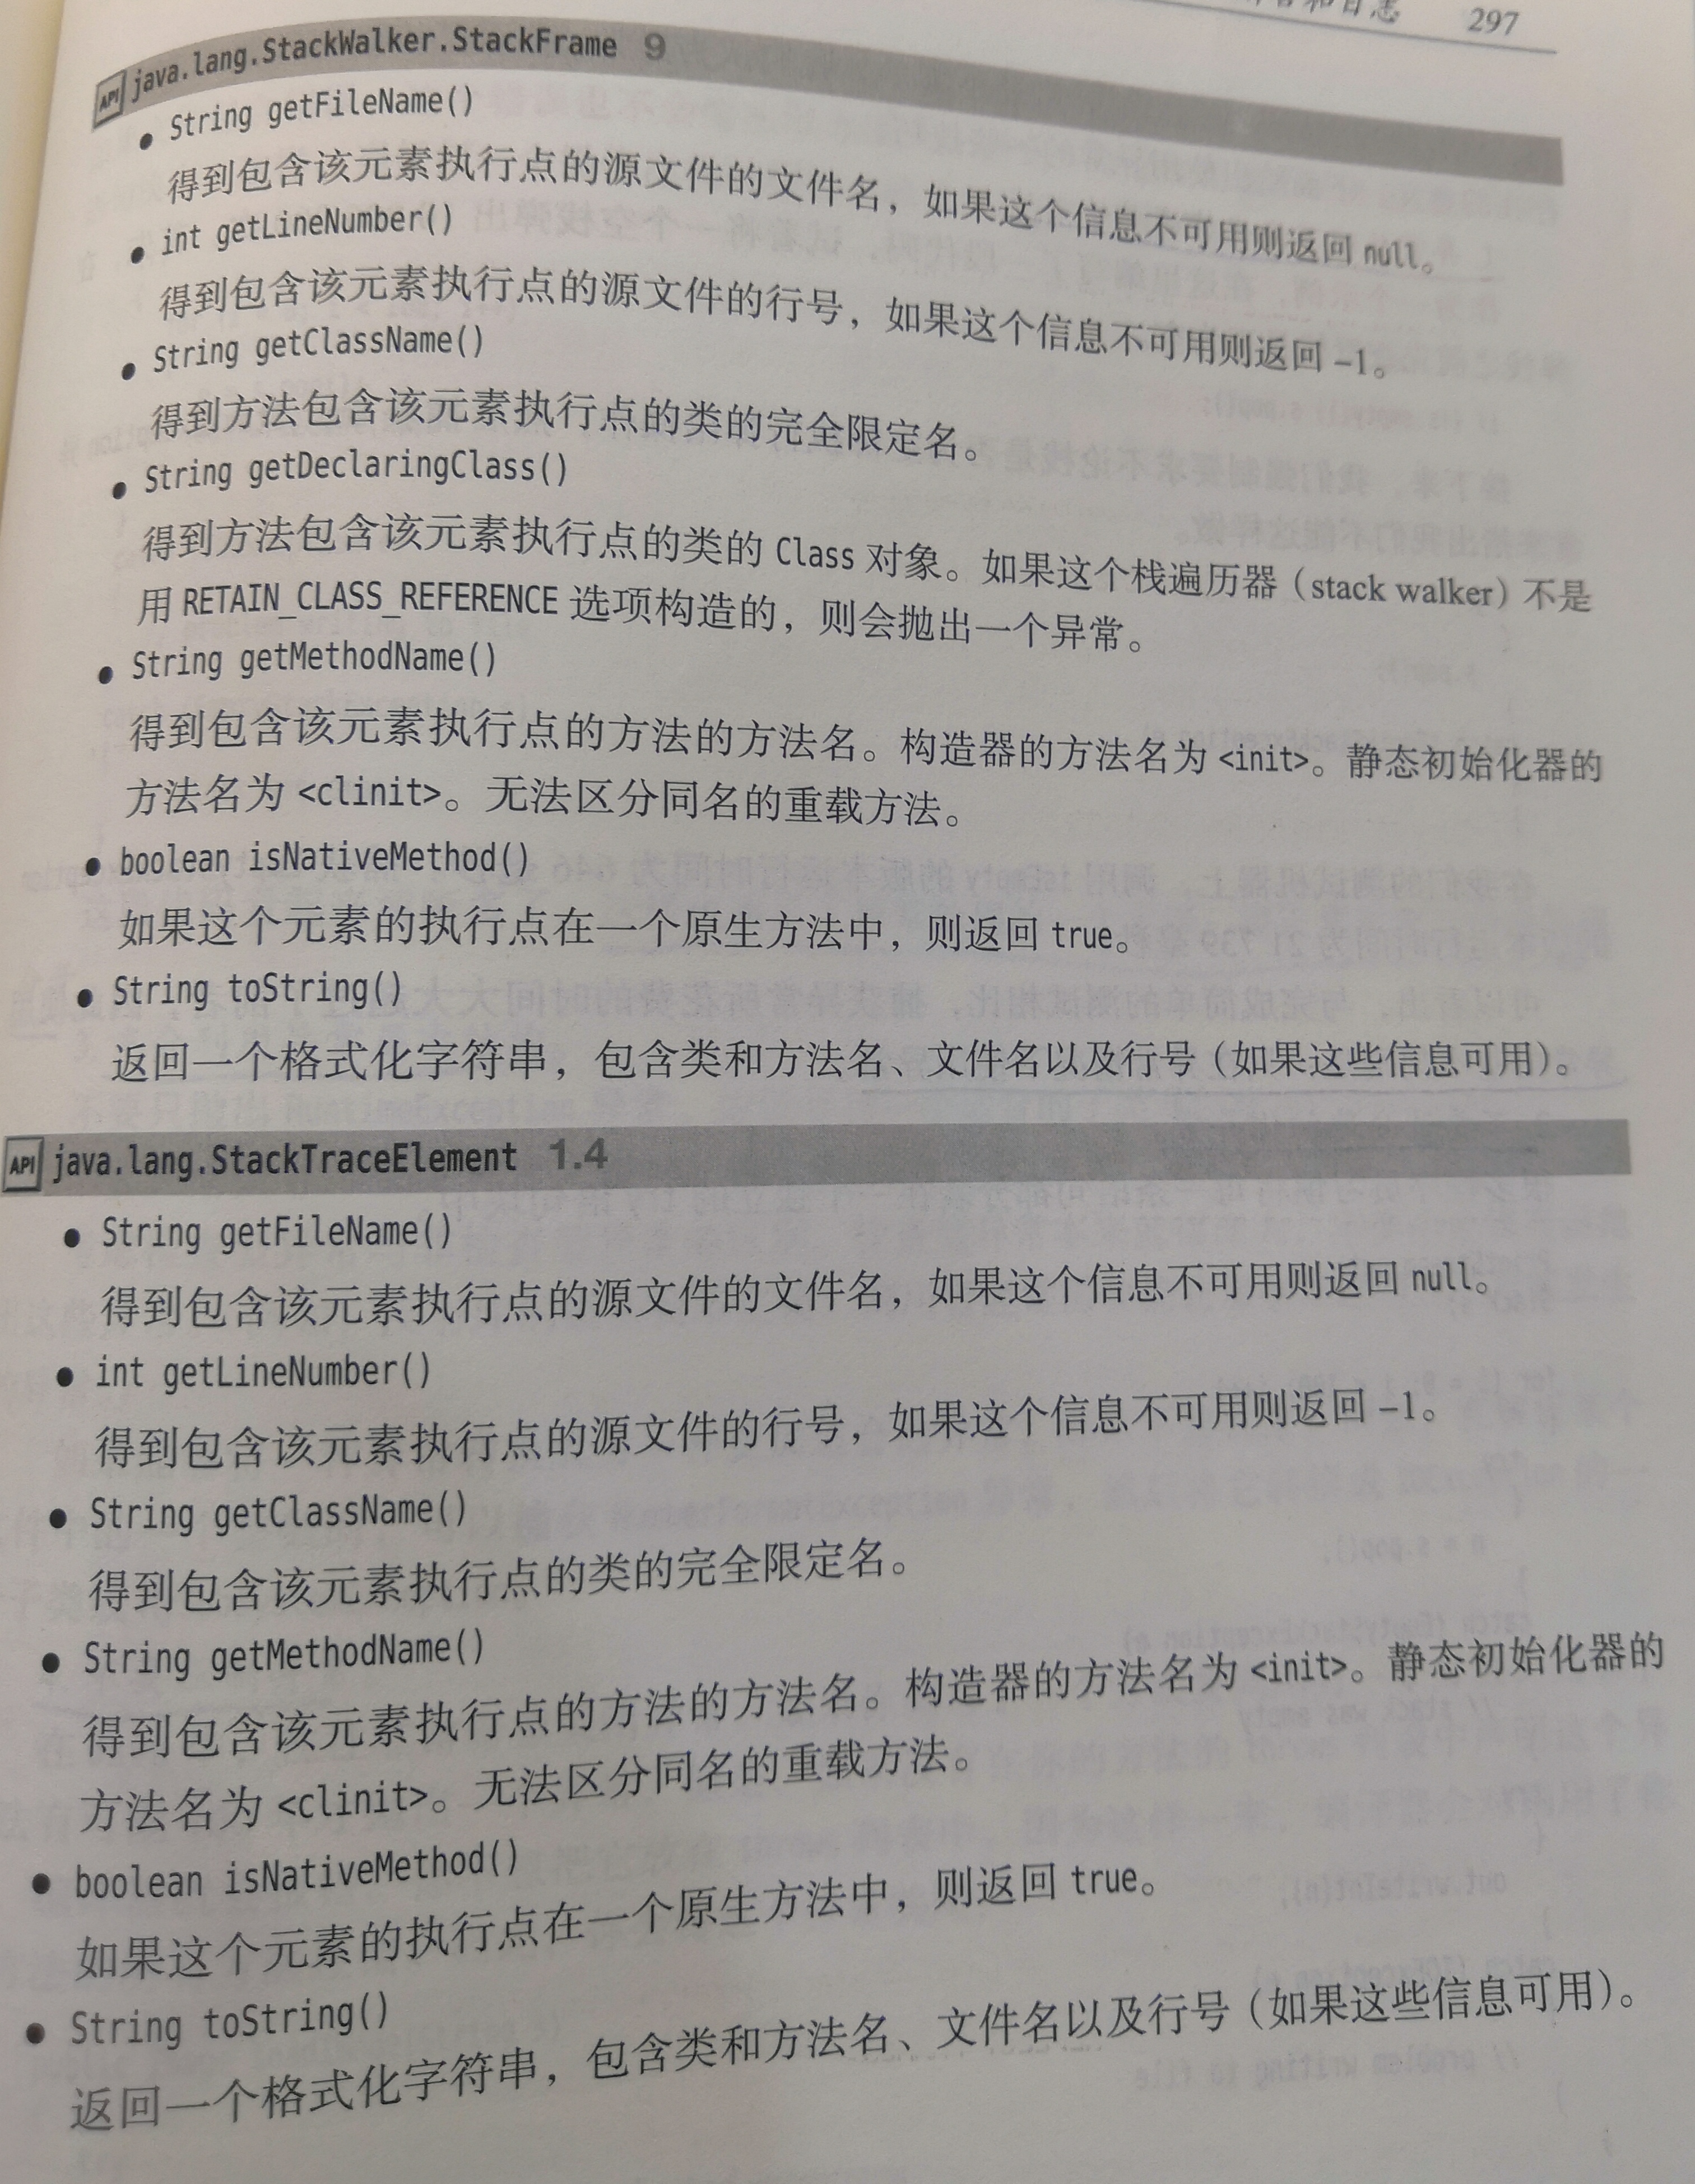 和日志 297
API java.lang.StackWalker.StackFrame 9
• String getFileName()
得到包含该元素执行点的源文件的文件名，如果这个信息不可用则返回 null。
• int getLineNumber()
得到包含该元素执行点的源文件的行号，如果这个信息不可用则返回 –1。
• String getClassName()
得到方法包含该元素执行点的类的完全限定名。
• String getDeclaringClass()
得到方法包含该元素执行点的类的 Class 对象。如果这个栈遍历器（stack walker）不是
用 RETAIN_CLASS_REFERENCE 选项构造的，则会抛出一个异常。
• String getMethodName()
得到包含该元素执行点的方法的方法名。构造器的方法名为 <init>。静态初始化器的
方法名为 <clinit>。无法区分同名的重载方法。
• boolean isNativeMethod()
如果这个元素的执行点在一个原生方法中，则返回 true。
• String toString()
返回一个格式化字符串，包含类和方法名、文件名以及行号（如果这些信息可用）。
API java.lang.StackTraceElement 1.4
• String getFileName()
得到包含该元素执行点的源文件的文件名，如果这个信息不可用则返回 null。
• int getLineNumber()
得到包含该元素执行点的源文件的行号，如果这个信息不可用则返回 –1。
• String getClassName()
得到包含该元素执行点的类的完全限定名。
• String getMethodName()
得到包含该元素执行点的方法的方法名。构造器的方法名为 <init>。静态初始化器的
方法名为 <clinit>。无法区分同名的重载方法。
• boolean isNativeMethod()
如果这个元素的执行点在一个原生方法中，则返回 true。
• String toString()
返回一个格式化字符串，包含类和方法名、文件名以及行号（如果这些信息可用）。